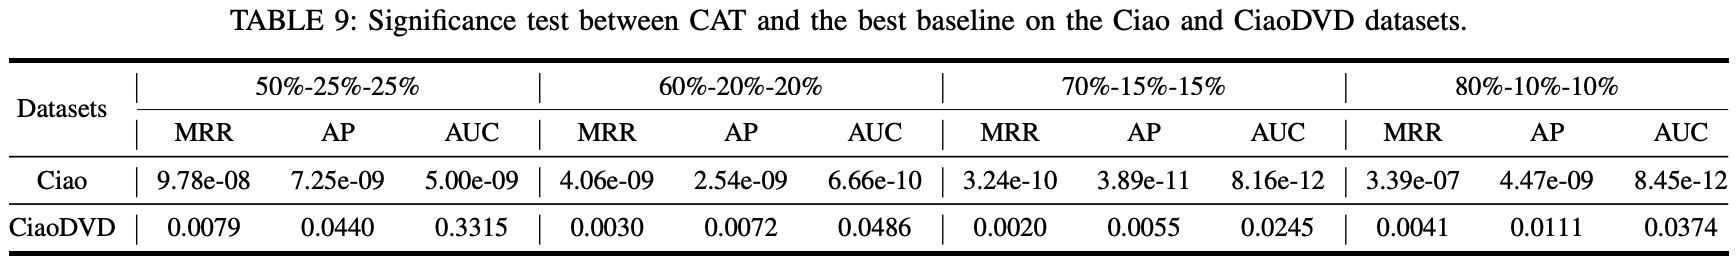 TABLE 9: Significance test between CAT and the best baseline on the Ciao and CiaoDVD datasets.
Datasets 50%-25%-25% 60%-20%-20% 70%-15%-15% 80%-10%-10%
MRR AP AUC MRR AP AUC MRR AP AUC MRR AP AUC
Ciao 9.78e-08 7.25e-09 5.00e-09 4.06e-09 2.54e-09 6.66e-10 3.24e-10 3.89e-11 8.16e-12 3.39e-07 4.47e-09 8.45e-12
CiaoDVD 0.0079 0.0440 0.3315 0.0030 0.0072 0.0486 0.0020 0.0055 0.0245 0.0041 0.0111 0.0374